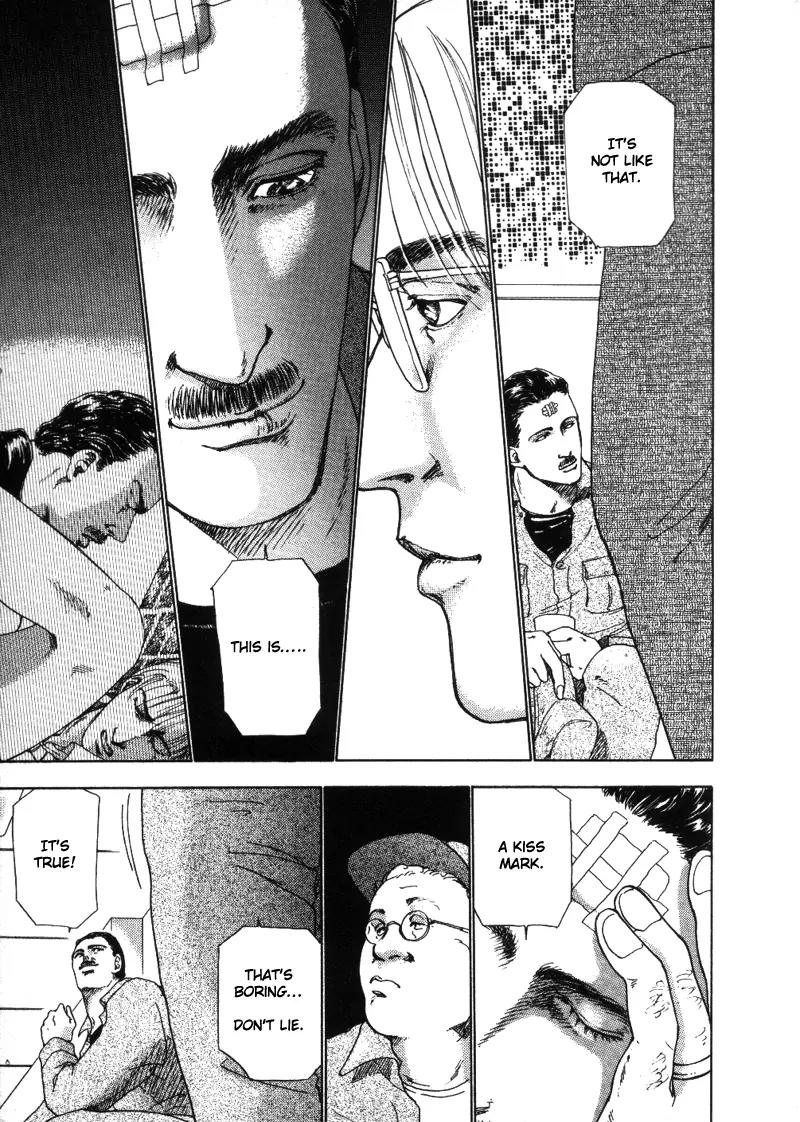 IT'S
NOT LIKE
THAT.
THIS IS.....
A KISS
MARK.
THAT'S
BORING...
DON'T LIE.
IT'S
TRUE!